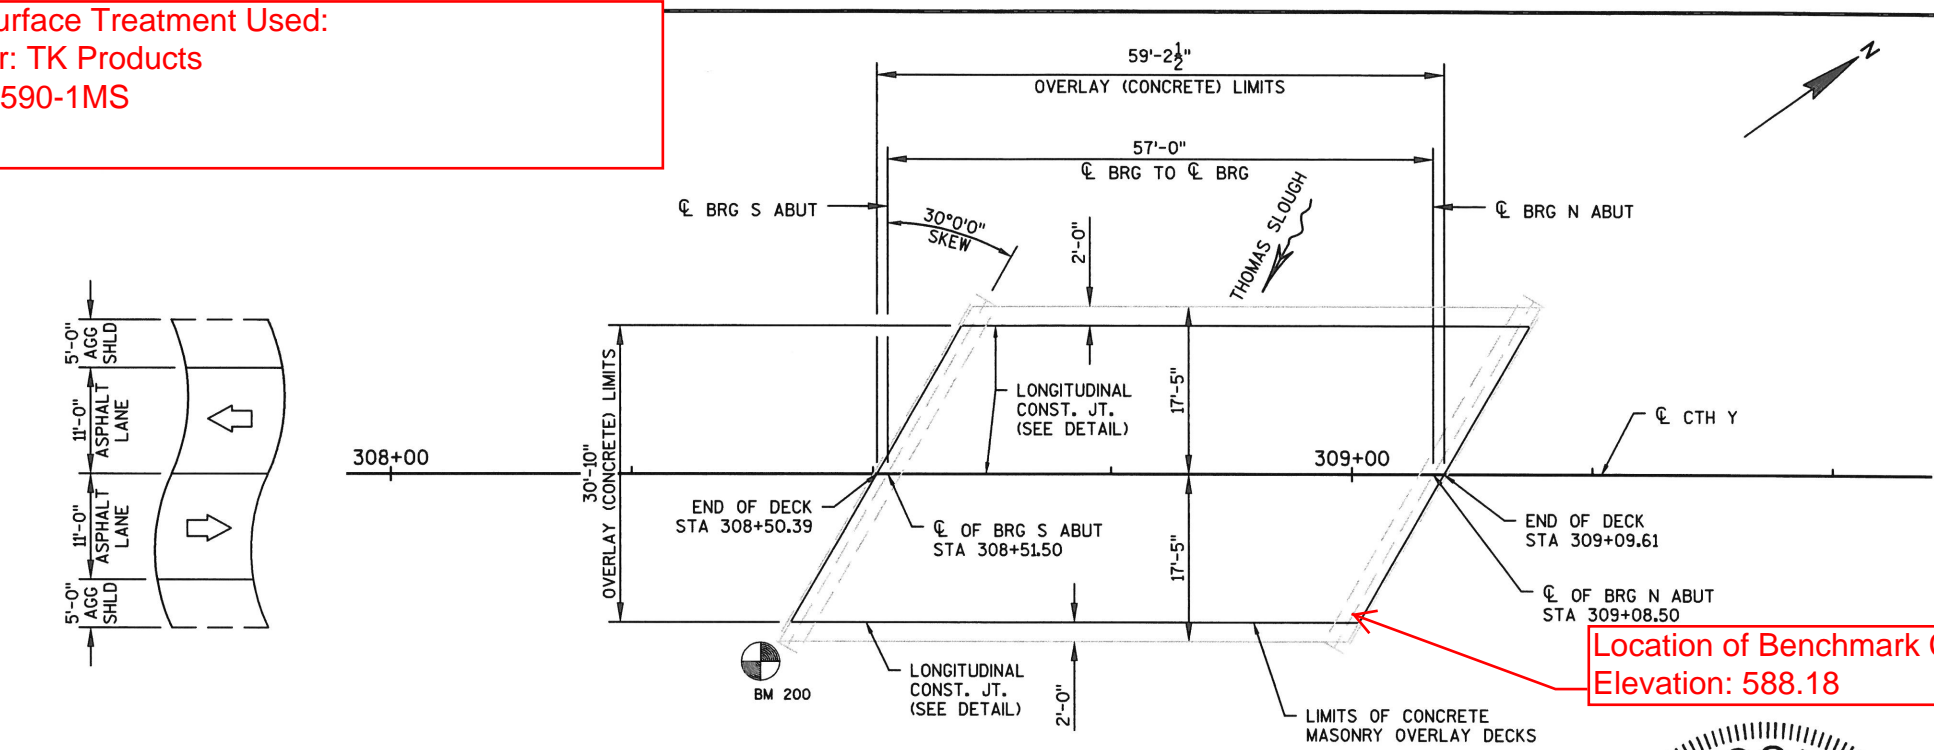 urface Treatment Used:
r: TK Products
590-1MS
59'-2½"
OVERLAY (CONCRETE) LIMITS
N
57'-0"
℄ BRG TO ℄ BRG
℄ BRG S ABUT
℄ BRG N ABUT
30°0'0"
SKEW
2'-0"
THOMAS SLOUGH
5'-0"
AGG
SHLD
11'-0"
ASPHALT
LANE
11'-0"
ASPHALT
LANE
5'-0"
AGG
SHLD
30'-10"
OVERLAY (CONCRETE) LIMITS
LONGITUDINAL
CONST. JT.
(SEE DETAIL)
17'-5"
℄ CTH Y
308+00
309+00
END OF DECK
STA 308+50.39
℄ OF BRG S ABUT
STA 308+51.50
17'-5"
END OF DECK
STA 309+09.61
℄ OF BRG N ABUT
STA 309+08.50
Location of Benchmark
Elevation: 588.18
BM 200
LONGITUDINAL
CONST. JT.
(SEE DETAIL)
2'-0"
LIMITS OF CONCRETE
MASONRY OVERLAY DECKS